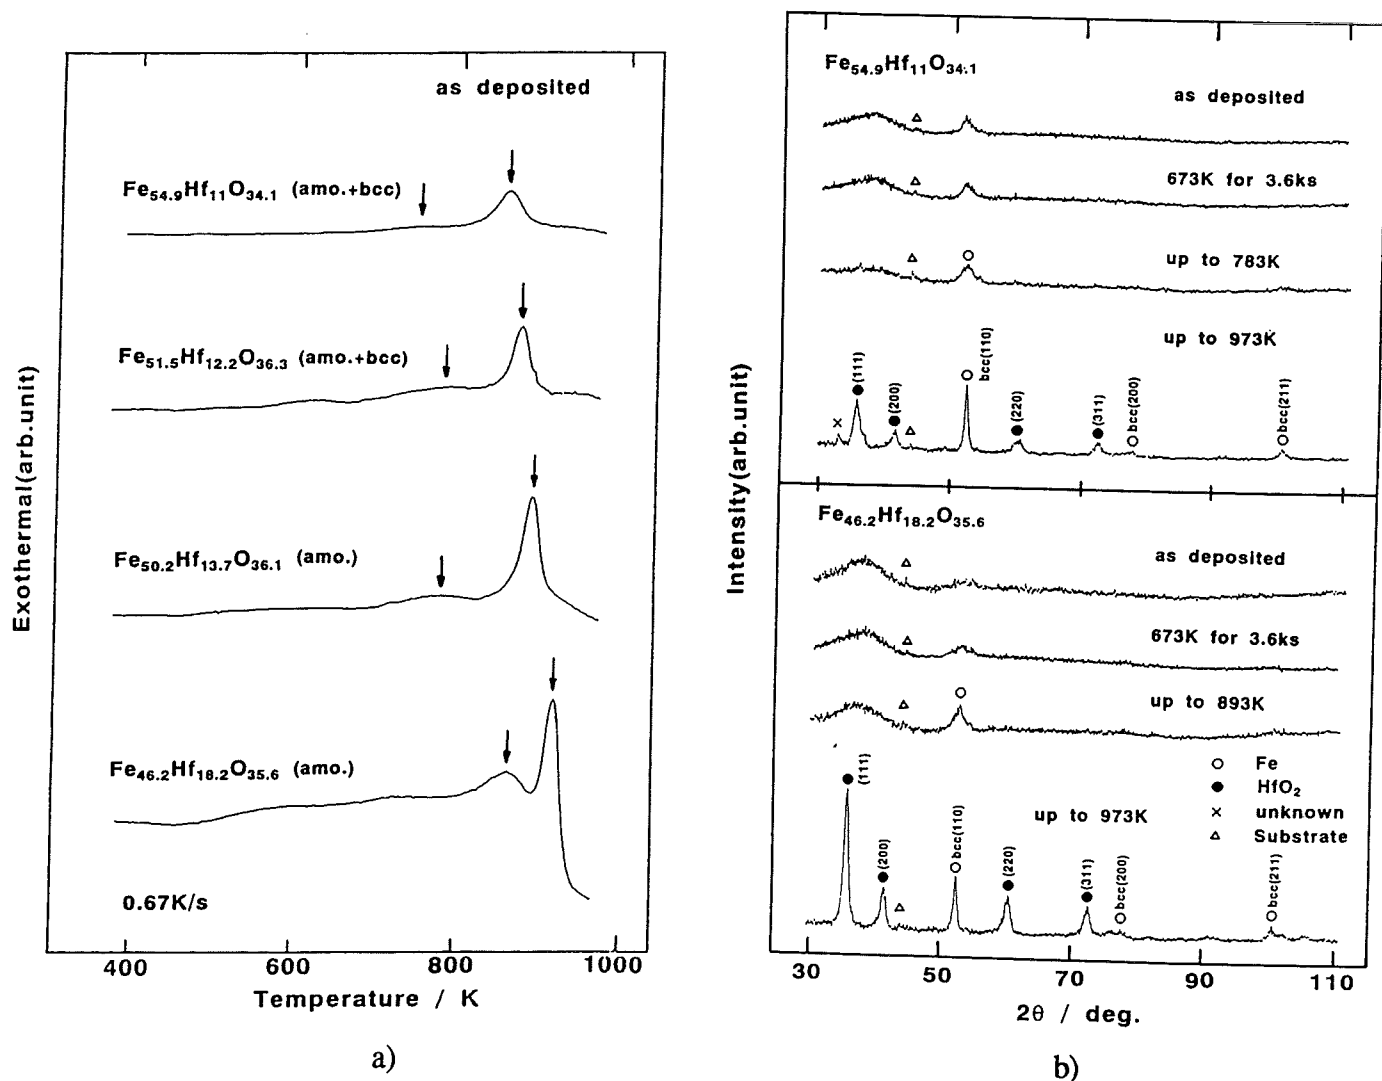 as deposited
Fe54.9Hf11O34.1 (amo.+bcc)
Fe51.5Hf12.2O36.3 (amo.+bcc)
Fe50.2Hf13.7O36.1 (amo.)
Fe46.2Hf18.2O35.6 (amo.)
0.67K/s
Exothermal(arb.unit)
400 600 800 1000
Temperature / K
a)
Fe54.9Hf11O34.1
as deposited
673K for 3.6ks
up to 783K
up to 973K
(111)
(200)
bcc(110)
(220)
(311)
bcc(200)
bcc(211)
Intensity(arb.unit)
Fe46.2Hf18.2O35.6
as deposited
673K for 3.6ks
up to 893K
Fe
HfO2
unknown
Substrate
up to 973K
(111)
(200)
bcc(110)
(220)
(311)
bcc(200)
bcc(211)
30 50 70 90 110
2θ / deg.
b)